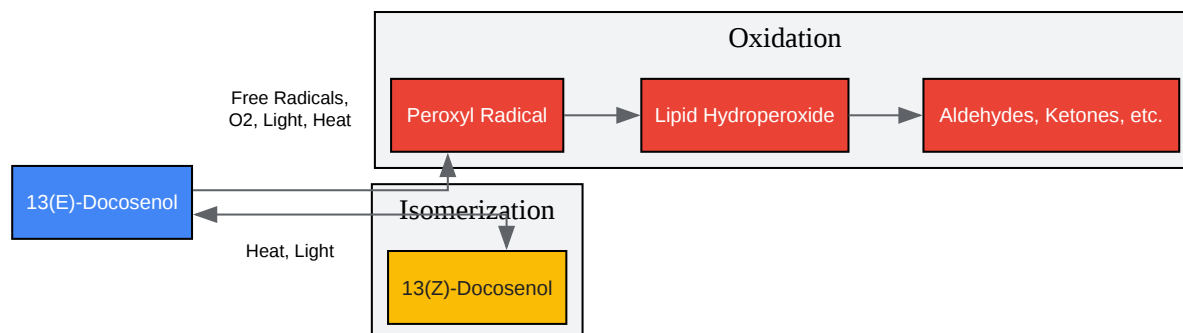 Oxidation
Free Radicals,
O2, Light, Heat
Peroxyl Radical
Lipid Hydroperoxide
Aldehydes, Ketones, etc.
13(E)-Docosenol
Isomerization
Heat, Light
13(Z)-Docosenol